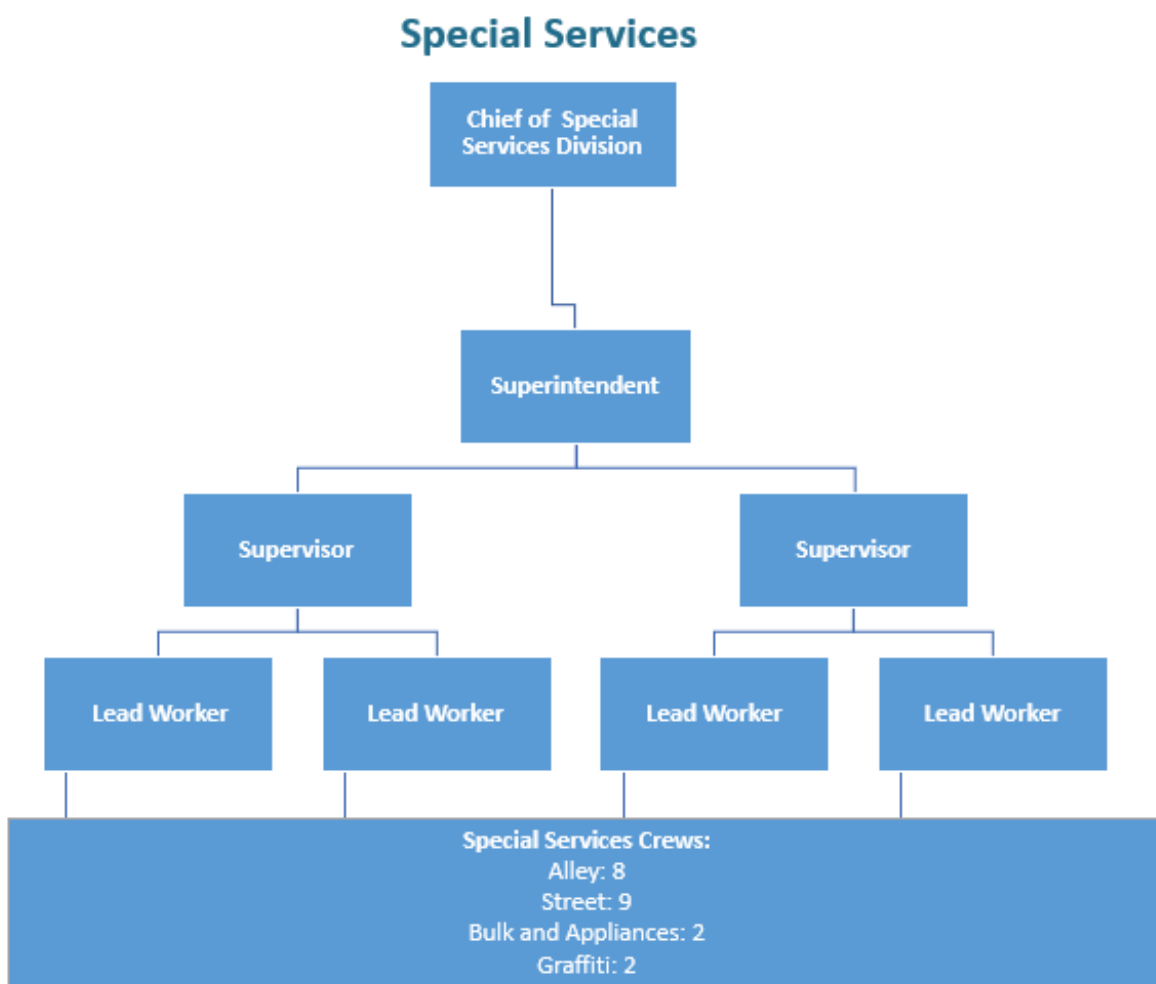 Special Services
Chief of Special
Services Division
Superintendent
Supervisor
Supervisor
Lead Worker
Lead Worker
Lead Worker
Lead Worker
Special Services Crews:
Alley: 8
Street: 9
Bulk and Appliances: 2
Graffiti: 2